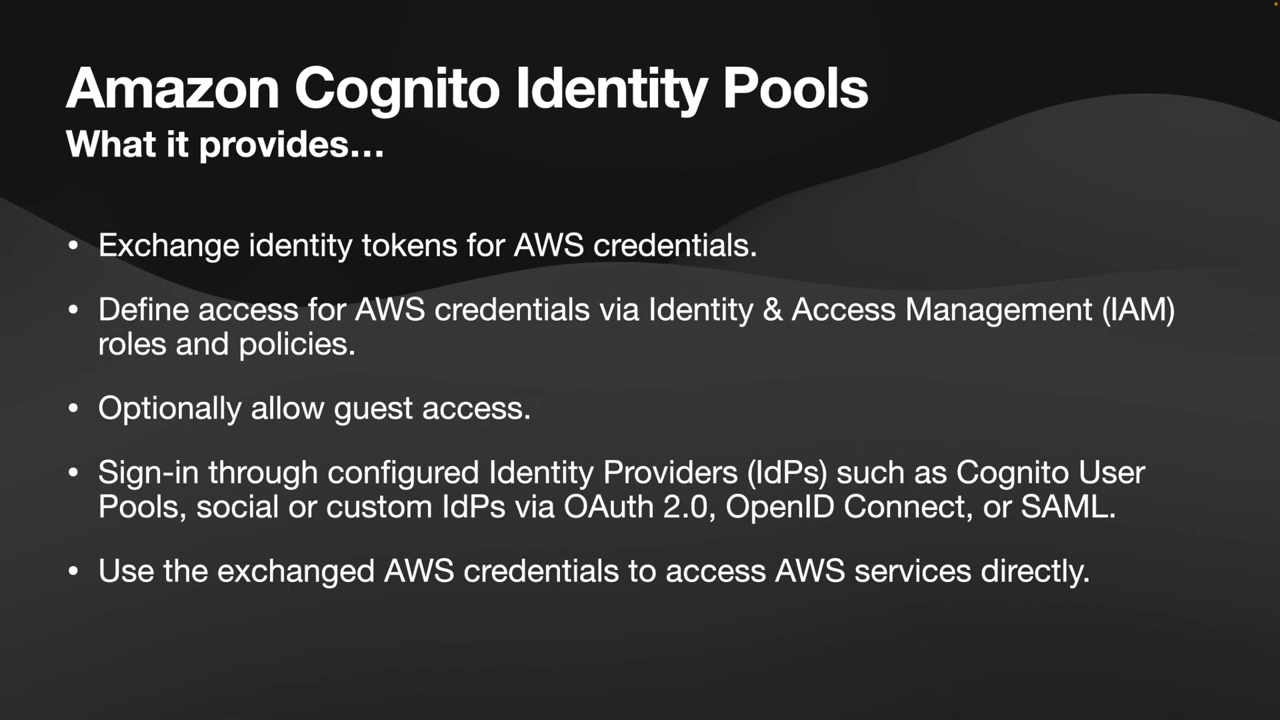 Amazon Cognito Identity Pools
What it provides…
• Exchange identity tokens for AWS credentials.
• Define access for AWS credentials via Identity & Access Management (IAM)
roles and policies.
• Optionally allow guest access.
• Sign-in through configured Identity Providers (IdPs) such as Cognito User
Pools, social or custom IdPs via OAuth 2.0, OpenID Connect, or SAML.
• Use the exchanged AWS credentials to access AWS services directly.